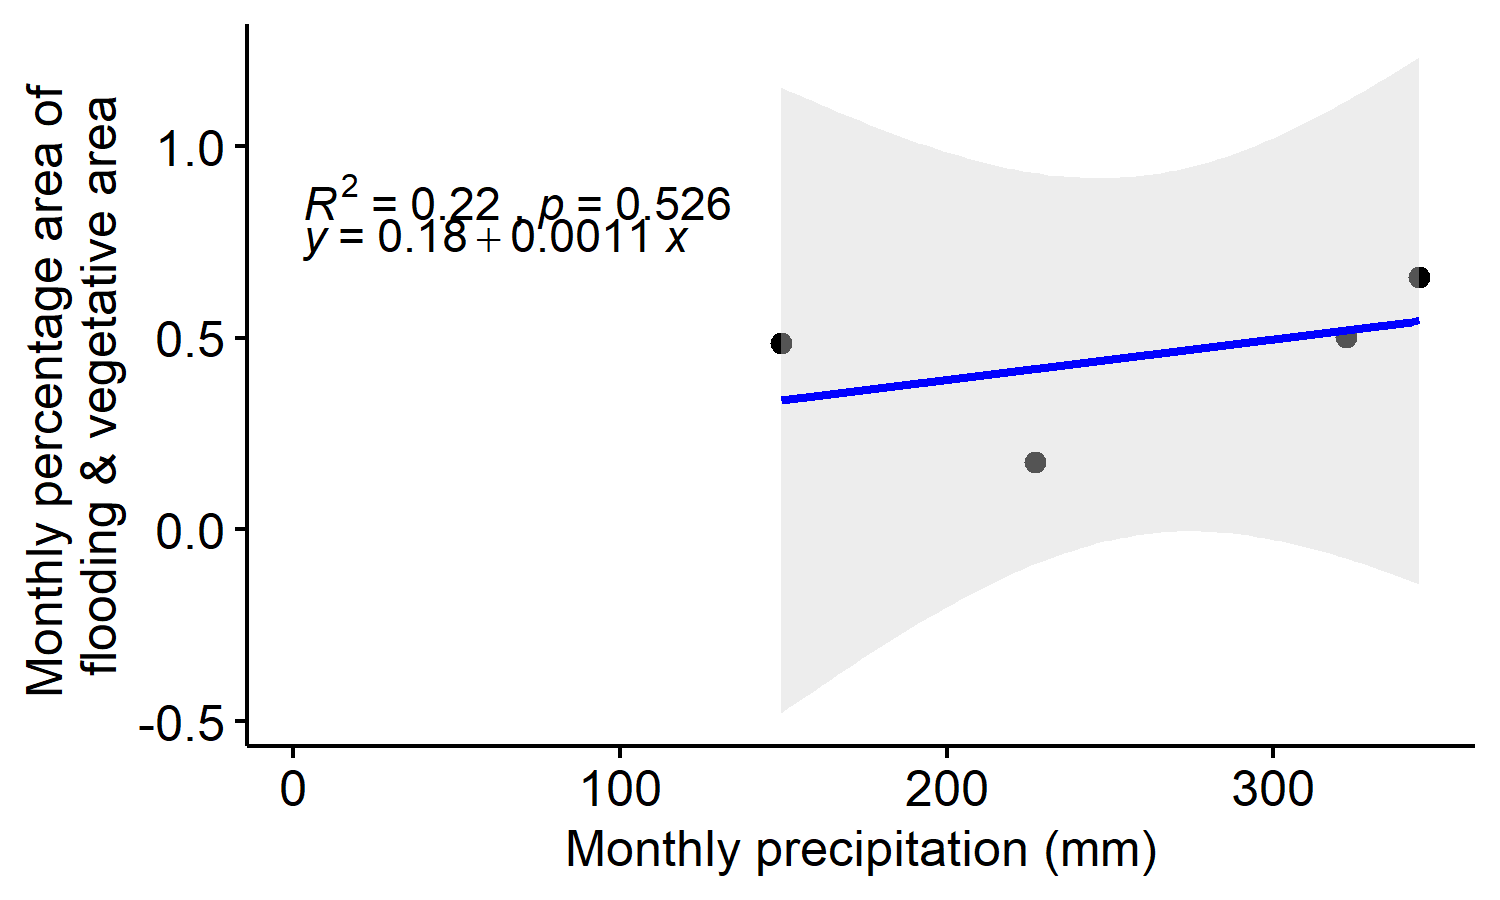 Monthly percentage area of
flooding & vegetative area
1.0
0.5
0.0
-0.5
R² = 0.22 , p = 0.526
y = 0.18 + 0.0011 x
0 100 200 300
Monthly precipitation (mm)